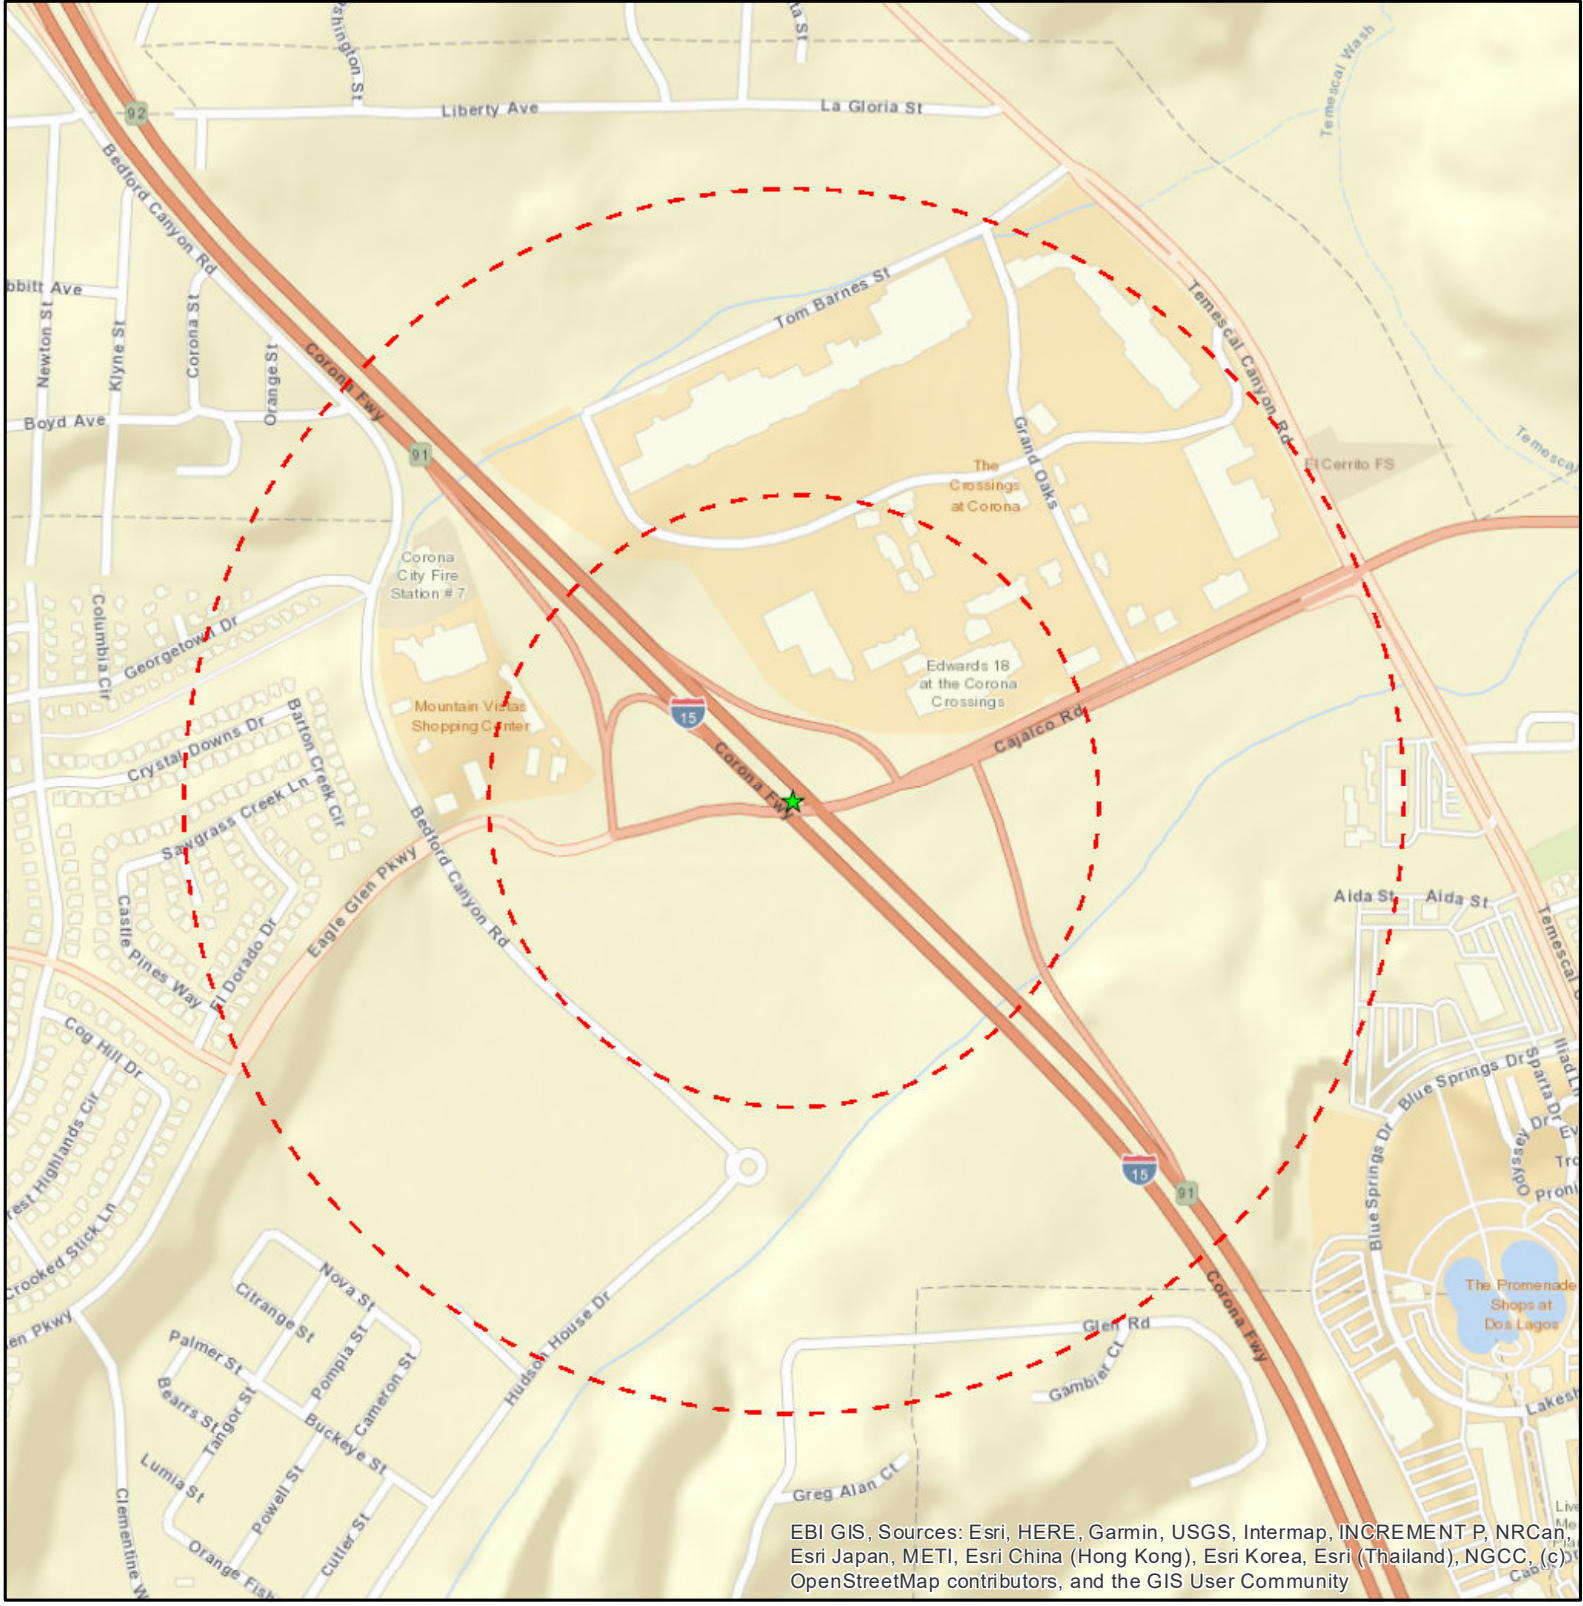 ta St
Temescal Wash
92
Liberty Ave
La Gloria St
Bedford Canyon Rd
Newton St
Klyne St
Corona St
Orange St
Boyd Ave
Corona Fwy
91
Tom Barnes St
Temescal Canyon Rd
Grand Oaks
The
Crossings
at Corona
El Cerrito FS
Corona
City Fire
Station # 7
Columbia Cir
Georgetown Dr
Edwards 18
at the Corona
Crossings
Mountain Vistas
Shopping Center
15
Corona Fwy
Cajalco Rd
Crystal Downs Dr
Barton Creek Cir
Sawgrass Creek Ln
Eagle Glen Pkwy
Bedford Canyon Rd
Castle Pines Way
El Dorado Dr
Aida St
Aida St
Cog Hill Dr
Blue Springs Dr
Sparta Dr
Odyssey Dr
Crooked Stick Ln
15
91
Blue Springs Dr
Corona Fwy
The Promenade
Shops at
Dos Lagos
Nova St
Citrange St
Palmer St
Pompia St
Cameron St
Bearrs St
Tangor St
Buckeye St
Hudson House Dr
Glen Rd
Gambier Ct
Lumia St
Powell St
Cutler St
Greg Alan Ct
EBI GIS, Sources: Esri, HERE, Garmin, USGS, Intermap, INCREMENT P, NRCan,
Esri Japan, METI, Esri China (Hong Kong), Esri Korea, Esri (Thailand), NGCC, (c)
OpenStreetMap contributors, and the GIS User Community